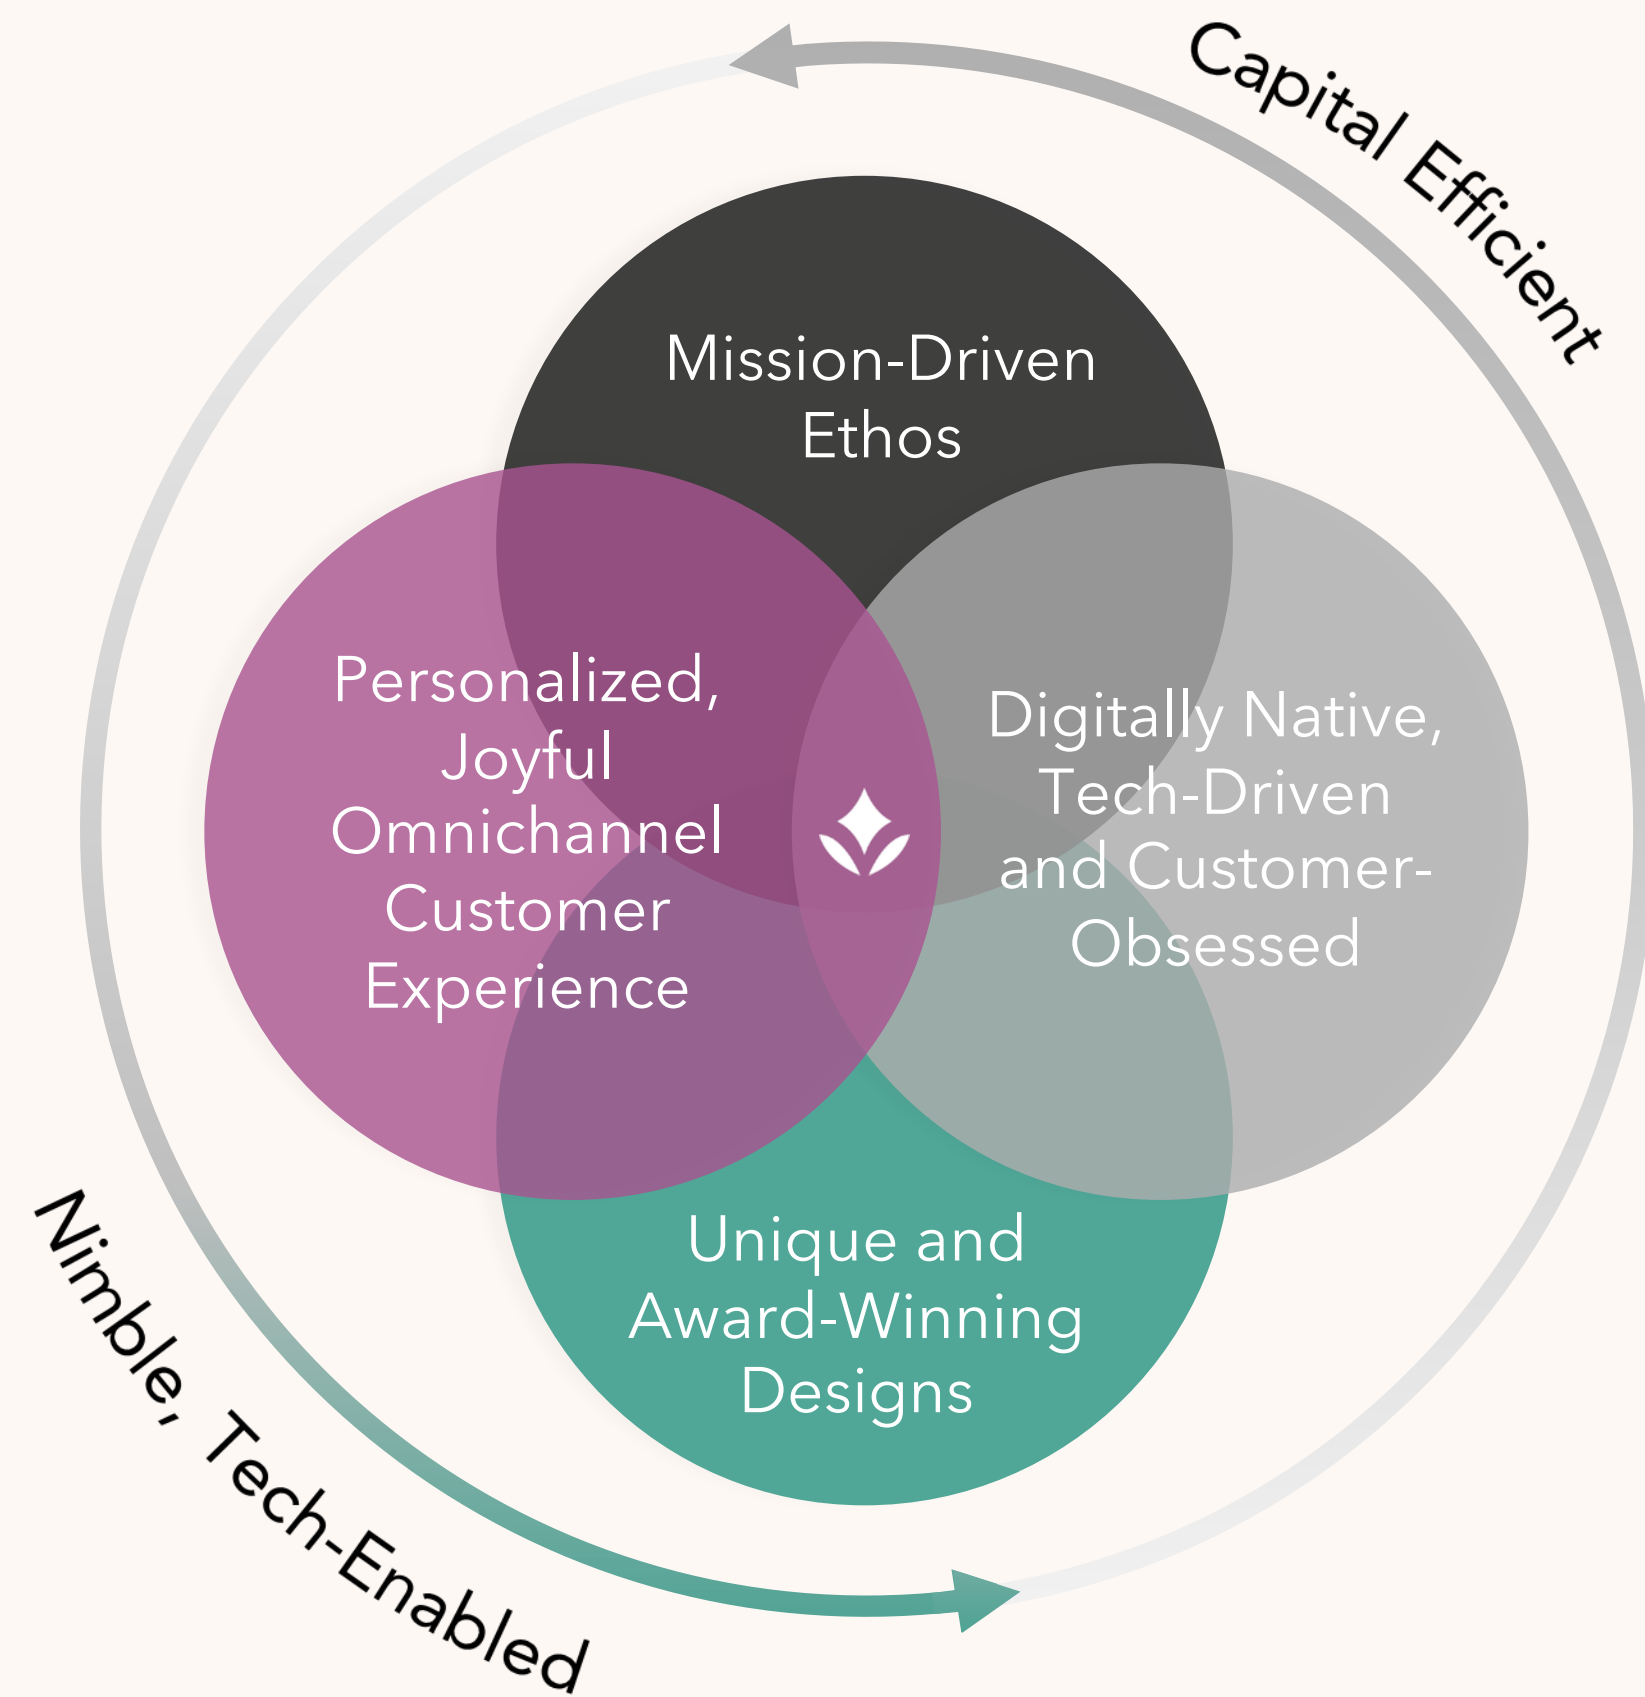 Capital Efficient
Mission-Driven
Ethos
Personalized,
Joyful
Omnichannel
Customer
Experience
Digitally Native,
Tech-Driven
and Customer-
Obsessed
Unique and
Award-Winning
Designs
Nimble, Tech-Enabled